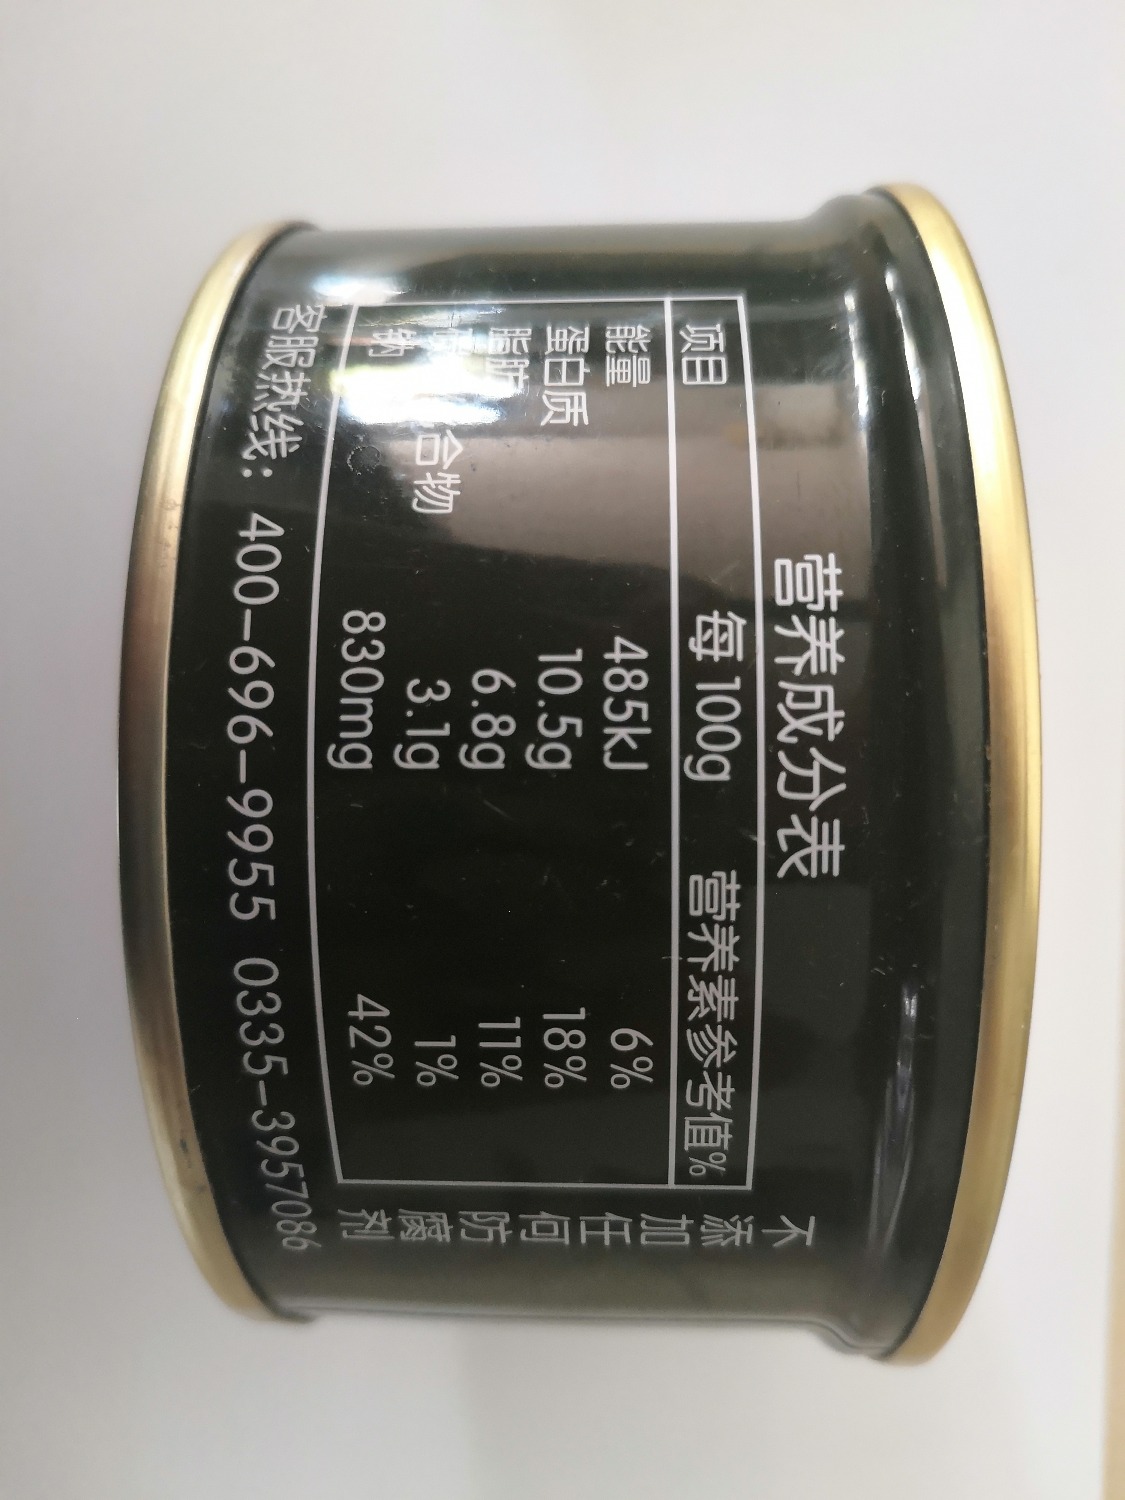 营养成分表
项目 每100g 营养素参考值%
能量 485kJ 6%
蛋白质 10.5g 18%
脂肪 6.8g 11%
合物 3.1g 1%
钠 830mg 42%
客服热线：400-696-9955 0335-3957086
不添加任何防腐剂